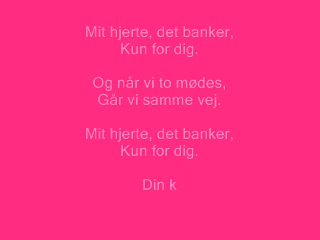 Mit hjerte, det banker,
Kun for dig.
Og når vi to mødes,
Går vi samme vej.
Mit hjerte, det banker,
Kun for dig.
Din k